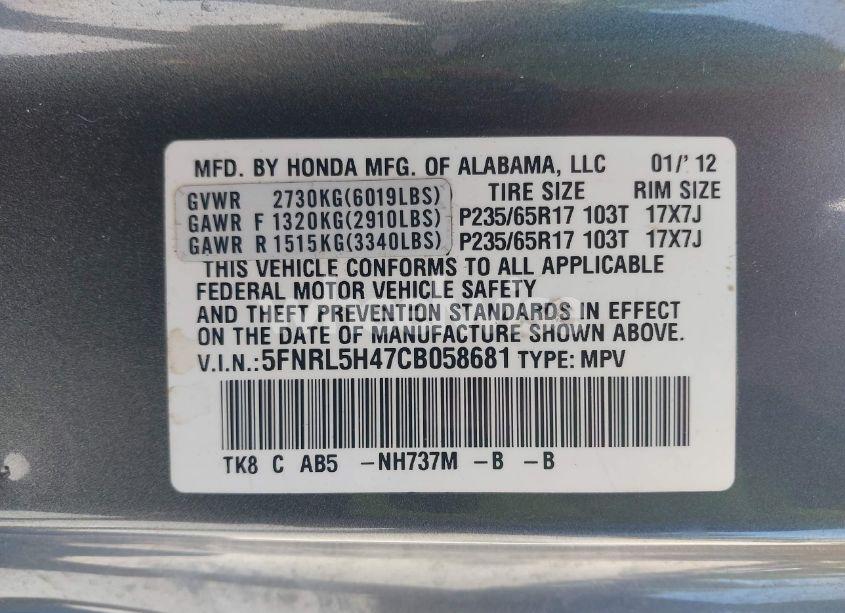 MFD. BY HONDA MFG. OF ALABAMA, LLC 01/'12
GVWR 2730KG(6019LBS) TIRE SIZE RIM SIZE
GAWR F 1320KG(2910LBS) P235/65R17 103T 17X7J
GAWR R 1515KG(3340LBS) P235/65R17 103T 17X7J
THIS VEHICLE CONFORMS TO ALL APPLICABLE
FEDERAL MOTOR VEHICLE SAFETY
AND THEFT PREVENTION STANDARDS IN EFFECT
ON THE DATE OF MANUFACTURE SHOWN ABOVE.
V.I.N.:5FNRL5H47CB058681 TYPE: MPV
TK8 C AB5 -NH737M -B -B